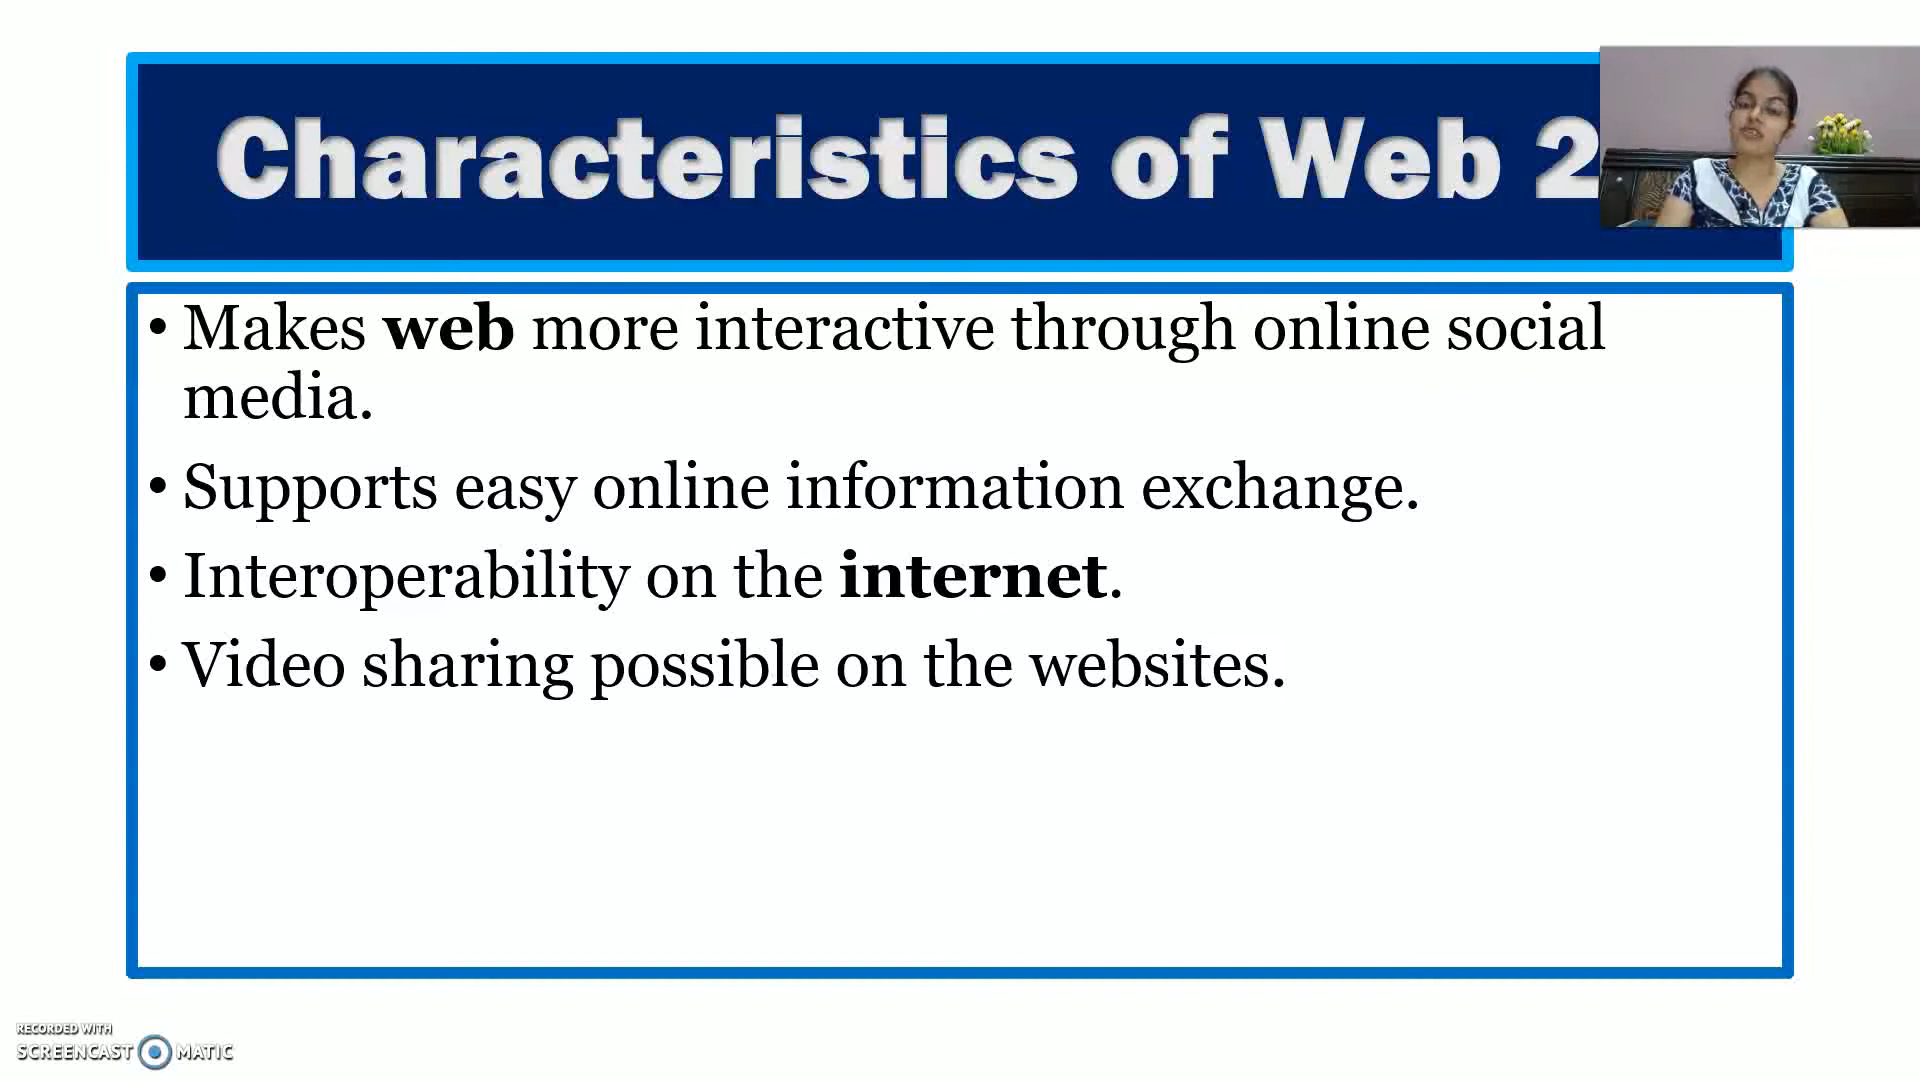 Characteristics of Web 2
• Makes web more interactive through online social
media.
• Supports easy online information exchange.
• Interoperability on the internet.
• Video sharing possible on the websites.
RECORDED WITH
SCREENCAST MATIC